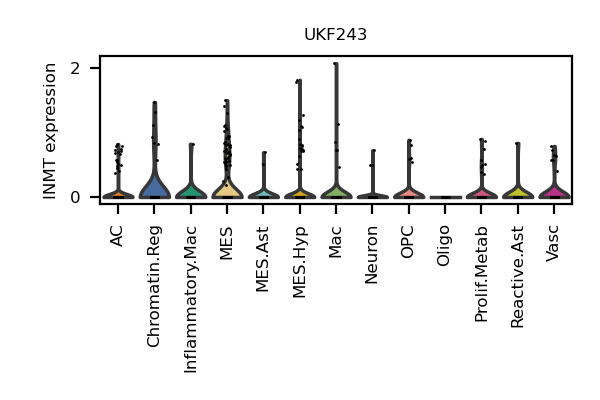 UKF243
INMT expression
2
0
AC
Chromatin.Reg
Inflammatory.Mac
MES
MES.Ast
MES.Hyp
Mac
Neuron
OPC
Oligo
Prolif.Metab
Reactive.Ast
Vasc